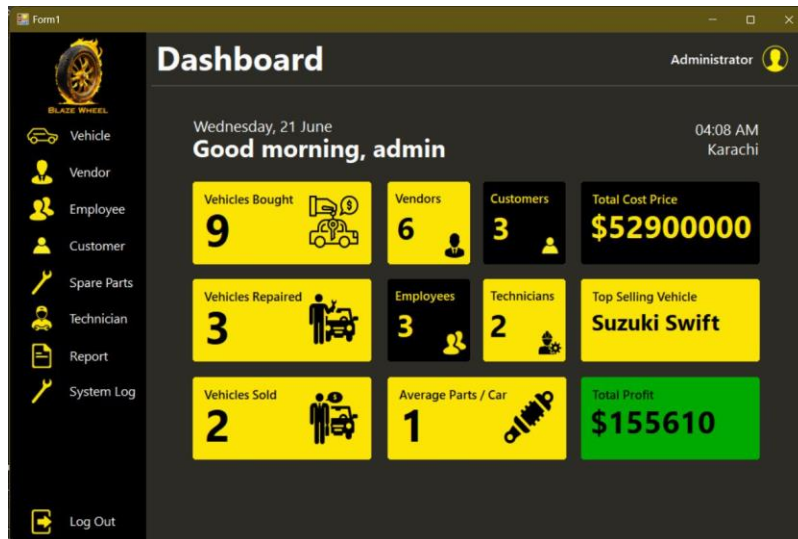 Form1
BLAZE WHEEL
Vehicle
Vendor
Employee
Customer
Spare Parts
Technician
Report
System Log
Log Out
Dashboard
Administrator
Wednesday, 21 June
Good morning, admin
04:08 AM
Karachi
Vehicles Bought
9
Vendors
6
Customers
3
Total Cost Price
$52900000
Vehicles Repaired
3
Employees
3
Technicians
2
Top Selling Vehicle
Suzuki Swift
Vehicles Sold
2
Average Parts / Car
1
Total Profit
$155610